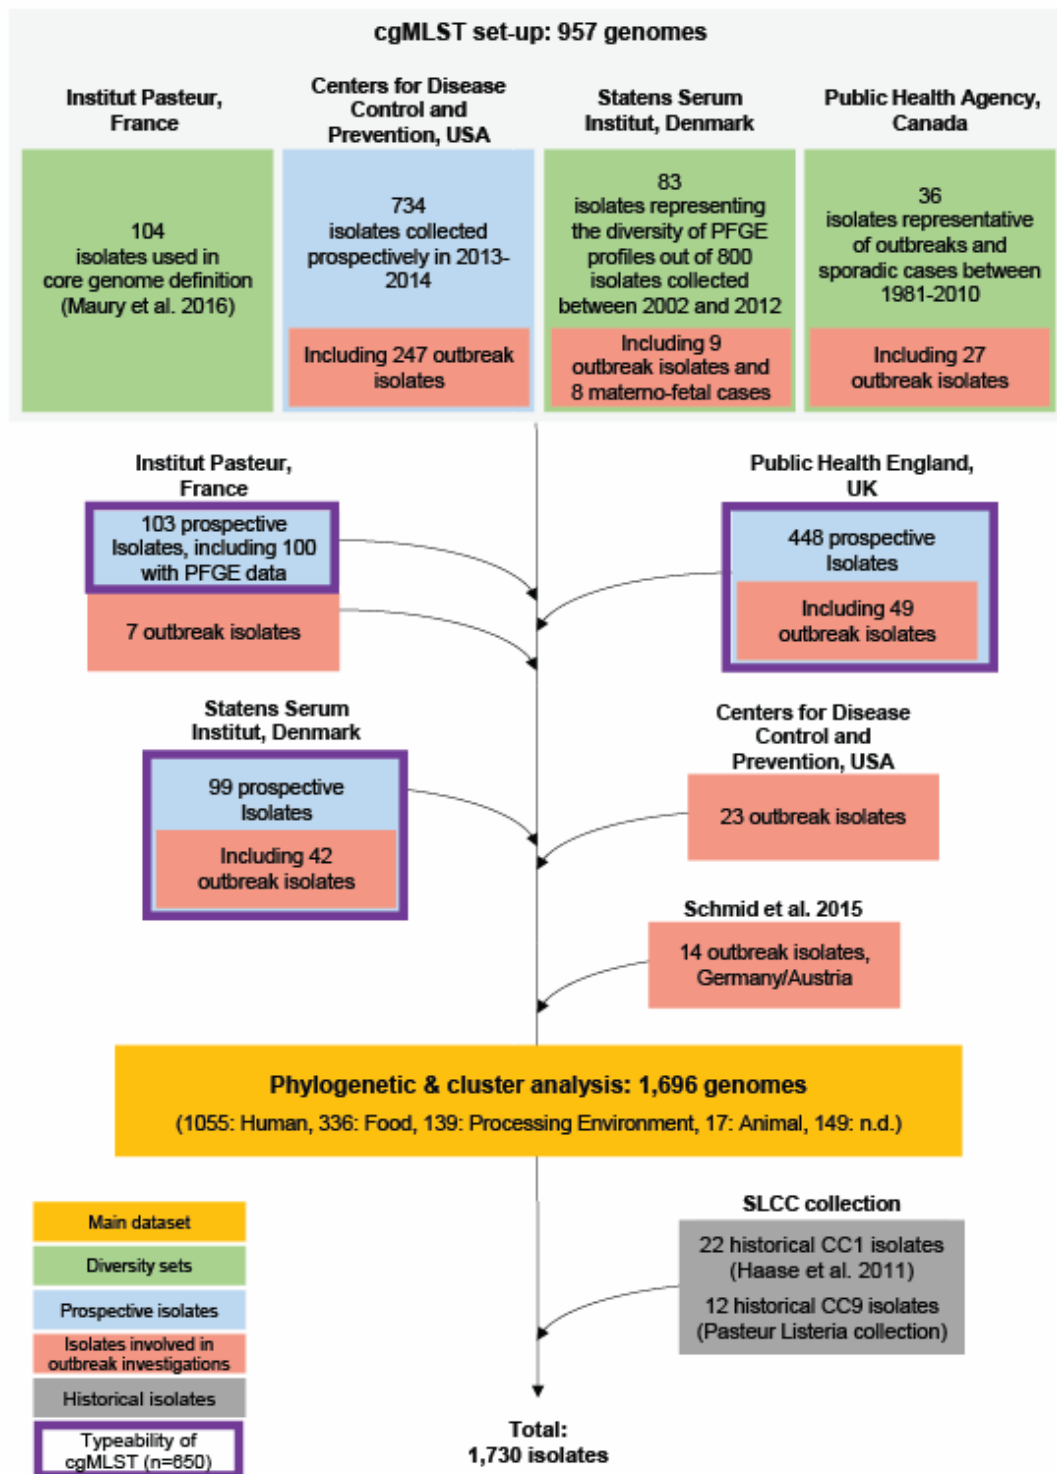 cgMLST set-up: 957 genomes
Institut Pasteur,
France
Centers for Disease
Control and
Prevention, USA
Statens Serum
Institut, Denmark
Public Health Agency,
Canada
104
isolates used in
core genome definition
(Maury et al. 2016)
734
isolates collected
prospectively in 2013-
2014
Including 247 outbreak
isolates
83
isolates representing
the diversity of PFGE
profiles out of 800
isolates collected
between 2002 and 2012
Including 9
outbreak isolates and
8 materno-fetal cases
36
isolates representative
of outbreaks and
sporadic cases between
1981-2010
Including 27
outbreak isolates
Institut Pasteur,
France
103 prospective
Isolates, including 100
with PFGE data
7 outbreak isolates
Public Health England,
UK
448 prospective
Isolates
Including 49
outbreak isolates
Statens Serum
Institut, Denmark
99 prospective
Isolates
Including 42
outbreak isolates
Centers for Disease
Control and
Prevention, USA
23 outbreak isolates
Schmid et al. 2015
14 outbreak isolates,
Germany/Austria
Phylogenetic & cluster analysis: 1,696 genomes
(1055: Human, 336: Food, 139: Processing Environment, 17: Animal, 149: n.d.)
SLCC collection
22 historical CC1 isolates
(Haase et al. 2011)
12 historical CC9 isolates
(Pasteur Listeria collection)
Main dataset
Diversity sets
Prospective isolates
Isolates involved in
outbreak investigations
Historical isolates
Typeability of
cgMLST (n=650)
Total:
1,730 isolates